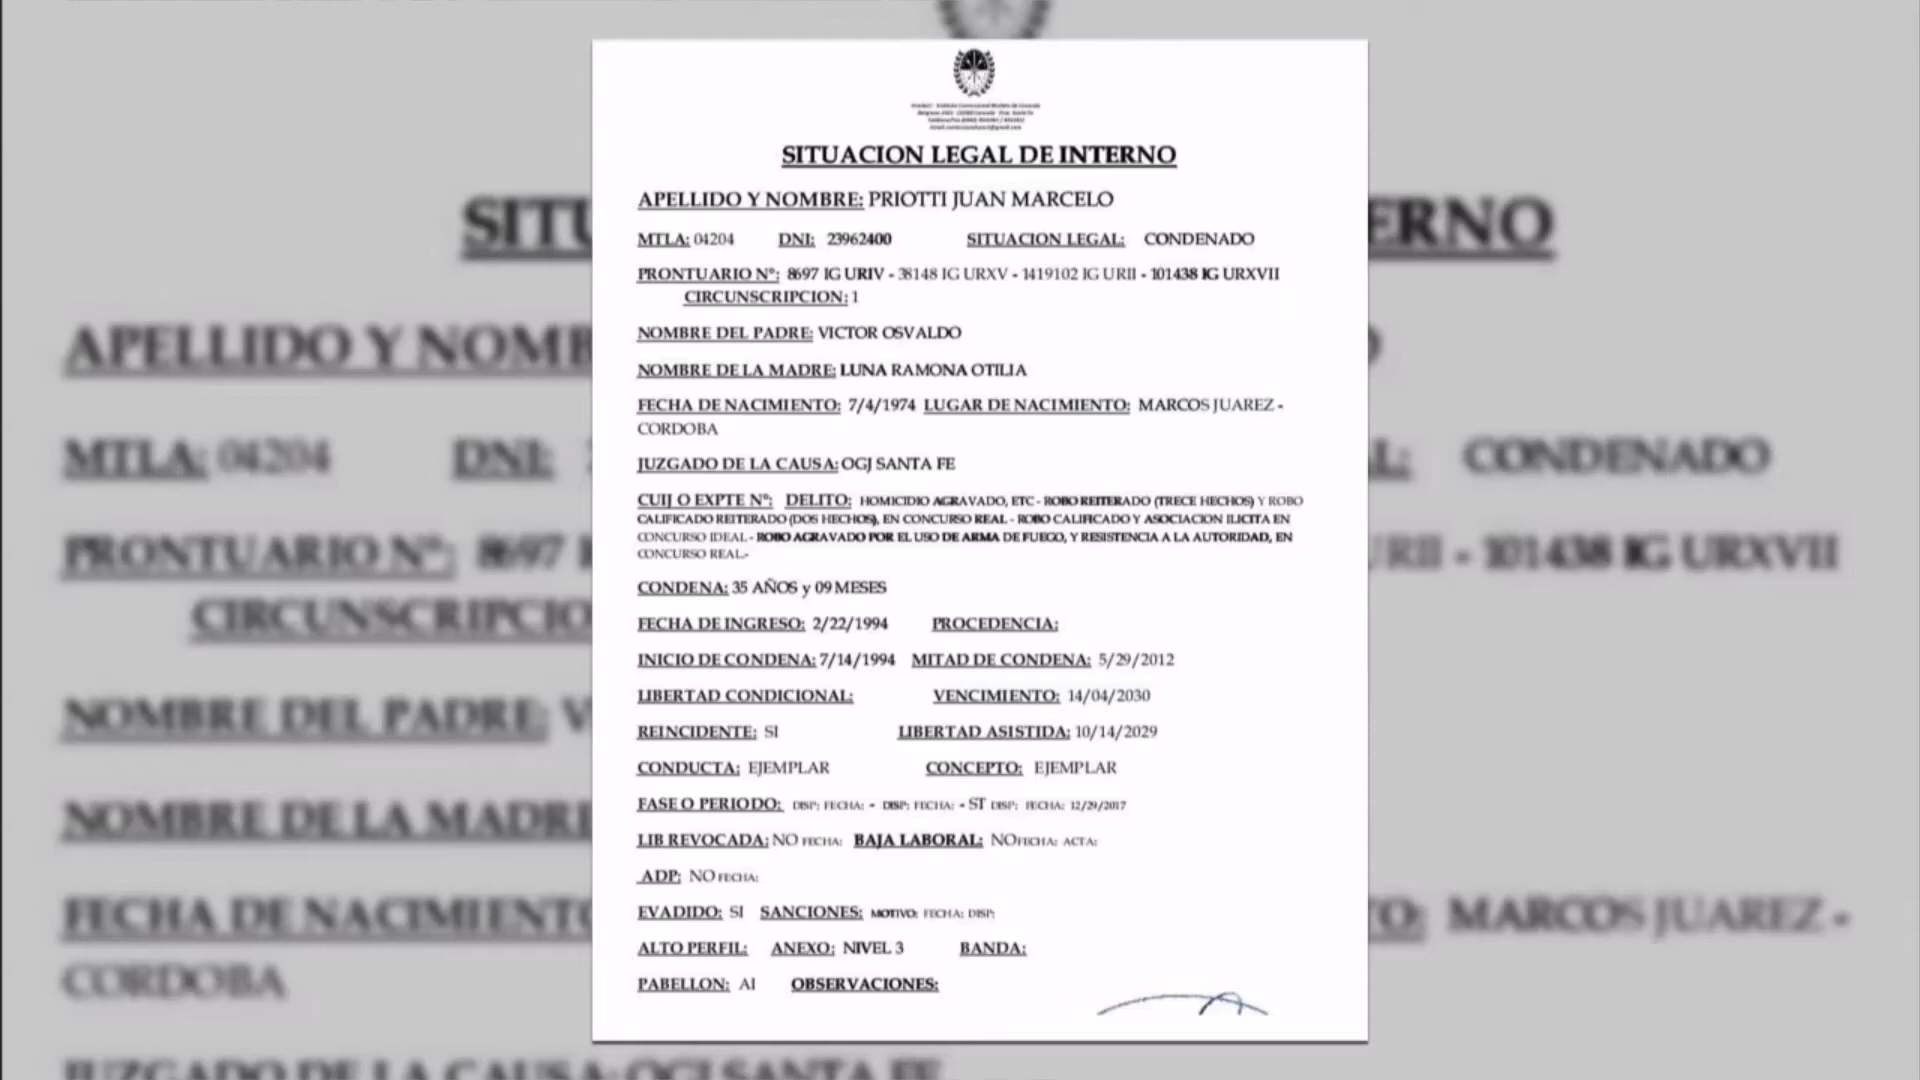 SITUACION LEGAL DE INTERNO
APELLIDO Y NOMBRE: PRIOTTI JUAN MARCELO
MTLA: 04204 DNI: 23962400 SITUACION LEGAL: CONDENADO
PRONTUARIO Nº: 8697 IG URIV - 38148 IG URXV - 1419102 IG URII - 101438 IG URXVII
CIRCUNSCRIPCION: 1
NOMBRE DEL PADRE: VICTOR OSVALDO
NOMBRE DE LA MADRE: LUNA RAMONA OTILIA
FECHA DE NACIMIENTO: 7/4/1974 LUGAR DE NACIMIENTO: MARCOS JUAREZ -
CORDOBA
JUZGADO DE LA CAUSA: OGJ SANTA FE
CUIJ O EXPTE Nº: DELITO: HOMICIDIO AGRAVADO, ETC - ROBO REITERADO (TRECE HECHOS) Y ROBO
CALIFICADO REITERADO (DOS HECHOS), EN CONCURSO REAL - ROBO CALIFICADO Y ASOCIACION ILICITA EN
CONCURSO IDEAL - ROBO AGRAVADO POR EL USO DE ARMA DE FUEGO, Y RESISTENCIA A LA AUTORIDAD, EN
CONCURSO REAL.-
CONDENA: 35 AÑOS y 09 MESES
FECHA DE INGRESO: 2/22/1994 PROCEDENCIA:
INICIO DE CONDENA: 7/14/1994 MITAD DE CONDENA: 5/29/2012
LIBERTAD CONDICIONAL: VENCIMIENTO: 14/04/2030
REINCIDENTE: SI LIBERTAD ASISTIDA: 10/14/2029
CONDUCTA: EJEMPLAR CONCEPTO: EJEMPLAR
FASE O PERIODO: DISP: FECHA: - DISP: FECHA: - ST DISP: FECHA: 12/29/2017
LIB REVOCADA: NO FECHA: BAJA LABORAL: NO FECHA: ACTA:
ADP: NO FECHA:
EVADIDO: SI SANCIONES: MOTIVO: FECHA: DISP:
ALTO PERFIL: ANEXO: NIVEL 3 BANDA:
PABELLON: A1 OBSERVACIONES: